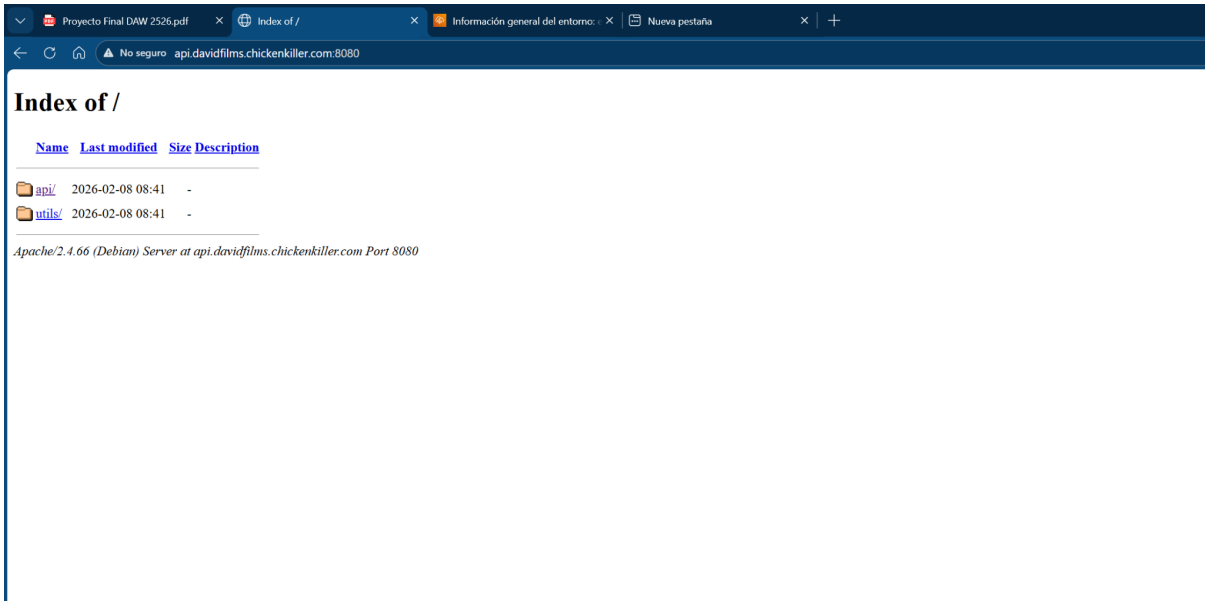 Proyecto Final DAW 2526.pdf
Index of /
Información general del entorno:
Nueva pestaña
No seguro api.davidfilms.chickenkiller.com:8080
Index of /
Name Last modified Size Description
api/ 2026-02-08 08:41 -
utils/ 2026-02-08 08:41 -
Apache/2.4.66 (Debian) Server at api.davidfilms.chickenkiller.com Port 8080